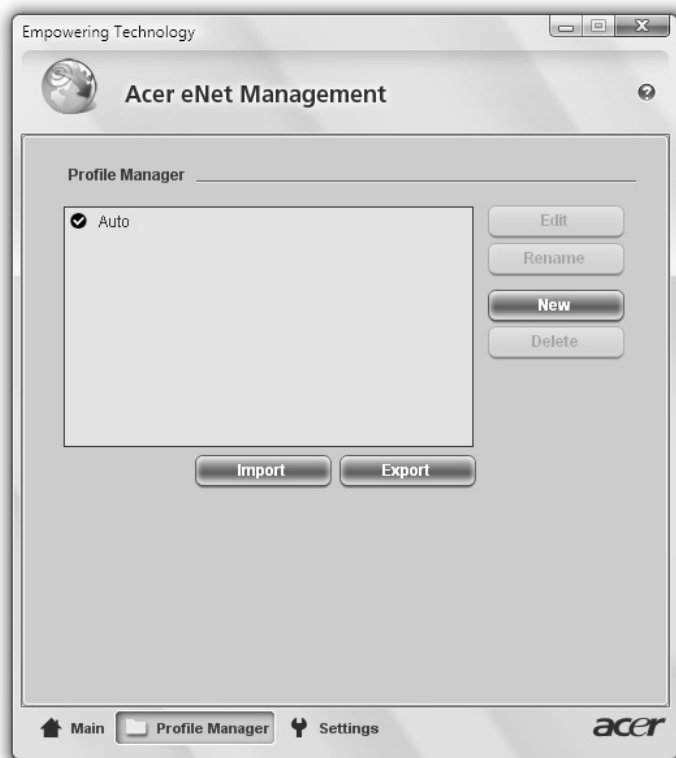 Empowering Technology
Acer eNet Management
Profile Manager
Auto
Edit
Rename
New
Delete
Import Export
Main Profile Manager Settings acer